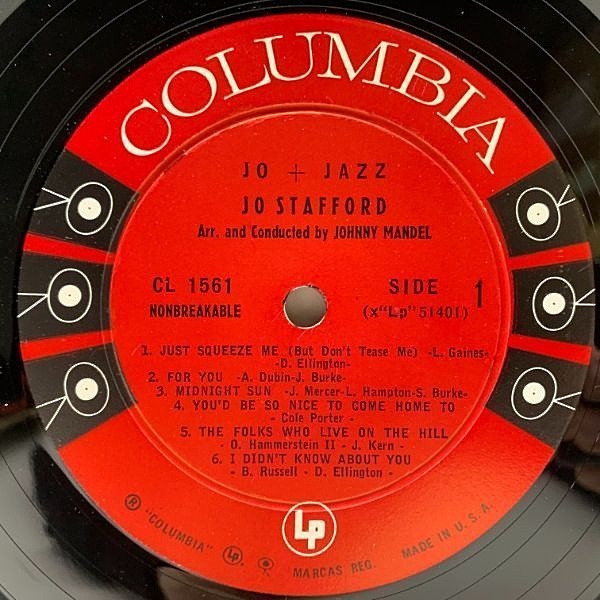 COLUMBIA
JO + JAZZ
JO STAFFORD
Arr. and Conducted by JOHNNY MANDEL
CL 1561 SIDE 1
NONBREAKABLE (x"Lp"51401)
1. JUST SQUEEZE ME (But Don't Tease Me) -L. Gaines-
-D. Ellington-
2. FOR YOU -A. Dubin-J. Burke-
3. MIDNIGHT SUN -J. Mercer-L. Hampton-S. Burke-
4. YOU'D BE SO NICE TO COME HOME TO
- Cole Porter -
5. THE FOLKS WHO LIVE ON THE HILL
- O. Hammerstein II - J. Kern -
6. I DIDN'T KNOW ABOUT YOU
- B. Russell - D. Ellington -
Lp
® "COLUMBIA" Lp MARCAS REG. MADE IN U.S.A.